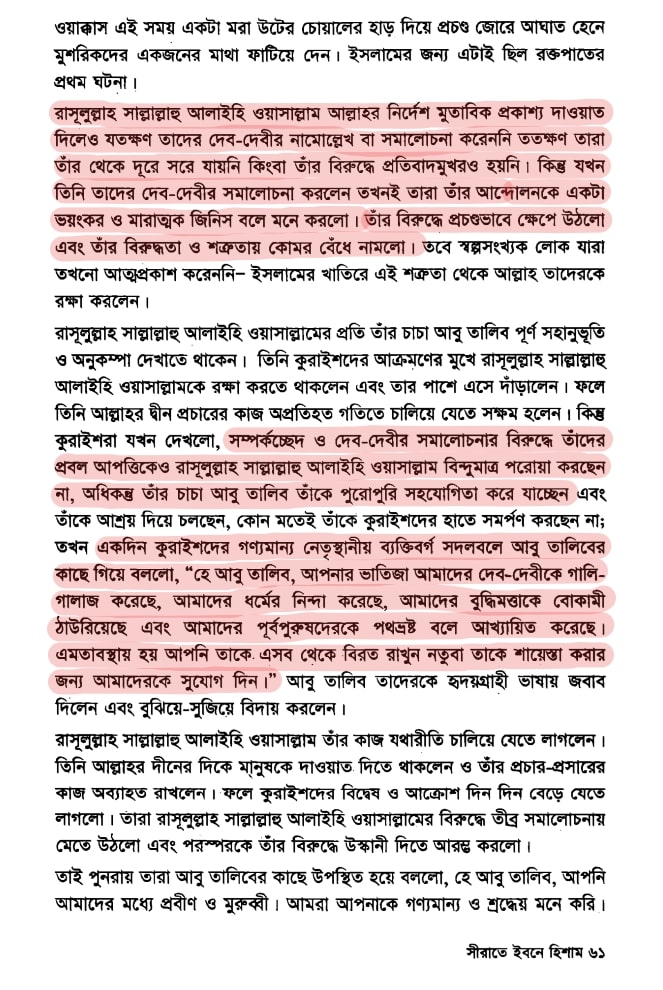 ওয়াক্কাস এই সময় একটা মরা উটের চোয়ালের হাড় দিয়ে প্রচণ্ড জোরে আঘাত হেনে
মুশরিকদের একজনের মাথা ফাটিয়ে দেন। ইসলামের জন্য এটাই ছিল রক্তপাতের
প্রথম ঘটনা।
রাসূলুল্লাহ সাল্লাল্লাহু আলাইহি ওয়াসাল্লাম আল্লাহর নির্দেশ মুতাবিক প্রকাশ্য দাওয়াত
দিলেও যতক্ষণ তাদের দেব-দেবীর নামোল্লেখ বা সমালোচনা করেননি ততক্ষণ তারা
তাঁর থেকে দূরে সরে যায়নি কিংবা তাঁর বিরুদ্ধে প্রতিবাদমুখরও হয়নি। কিন্তু যখন
তিনি তাদের দেব-দেবীর সমালোচনা করলেন তখনই তারা তাঁর আন্দোলনকে একটা
ভয়ংকর ও মারাত্মক জিনিস বলে মনে করলো। তাঁর বিরুদ্ধে প্রচণ্ডভাবে ক্ষেপে উঠলো
এবং তাঁর বিরুদ্ধতা ও শত্রুতায় কোমর বেঁধে নামলো। তবে স্বল্পসংখ্যক লোক যারা
তখনো আত্মপ্রকাশ করেননি– ইসলামের খাতিরে এই শত্রুতা থেকে আল্লাহ তাদেরকে
রক্ষা করলেন।
রাসূলুল্লাহ সাল্লাল্লাহু আলাইহি ওয়াসাল্লামের প্রতি তাঁর চাচা আবু তালিব পূর্ণ সহানুভূতি
ও অনুকম্পা দেখাতে থাকেন। তিনি কুরাইশদের আক্রমণের মুখে রাসূলুল্লাহ সাল্লাল্লাহু
আলাইহি ওয়াসাল্লামকে রক্ষা করতে থাকলেন এবং তার পাশে এসে দাঁড়ালেন। ফলে
তিনি আল্লাহর দ্বীন প্রচারের কাজ অপ্রতিহত গতিতে চালিয়ে যেতে সক্ষম হলেন। কিন্তু
কুরাইশরা যখন দেখলো, সম্পর্কচ্ছেদ ও দেব-দেবীর সমালোচনার বিরুদ্ধে তাঁদের
প্রবল আপত্তিকেও রাসূলুল্লাহ সাল্লাল্লাহু আলাইহি ওয়াসাল্লাম বিন্দুমাত্র পরোয়া করছেন
না, অধিকন্তু তাঁর চাচা আবু তালিব তাঁকে পুরোপুরি সহযোগিতা করে যাচ্ছেন এবং
তাঁকে আশ্রয় দিয়ে চলছেন, কোন মতেই তাঁকে কুরাইশদের হাতে সমর্পণ করছেন না;
তখন একদিন কুরাইশদের গণ্যমান্য নেতৃস্থানীয় ব্যক্তিবর্গ সদলবলে আবু তালিবের
কাছে গিয়ে বললো, “হে আবু তালিব, আপনার ভাতিজা আমাদের দেব-দেবীকে গালি-
গালাজ করেছে, আমাদের ধর্মের নিন্দা করেছে, আমাদের বুদ্ধিমত্তাকে বোকামী
ঠাউরিয়েছে এবং আমাদের পূর্বপুরুষদেরকে পথভ্রষ্ট বলে আখ্যায়িত করেছে।
এমতাবস্থায় হয় আপনি তাকে এসব থেকে বিরত রাখুন নতুবা তাকে শায়েস্তা করার
জন্য আমাদেরকে সুযোগ দিন।” আবু তালিব তাদেরকে হৃদয়গ্রাহী ভাষায় জবাব
দিলেন এবং বুঝিয়ে-সুজিয়ে বিদায় করলেন।
রাসূলুল্লাহ সাল্লাল্লাহু আলাইহি ওয়াসাল্লাম তাঁর কাজ যথারীতি চালিয়ে যেতে লাগলেন।
তিনি আল্লাহর দীনের দিকে মানুষকে দাওয়াত দিতে থাকলেন ও তাঁর প্রচার-প্রসারের
কাজ অব্যাহত রাখলেন। ফলে কুরাইশদের বিদ্বেষ ও আক্রোশ দিন দিন বেড়ে যেতে
লাগলো। তারা রাসূলুল্লাহ সাল্লাল্লাহু আলাইহি ওয়াসাল্লামের বিরুদ্ধে তীব্র সমালোচনায়
মেতে উঠলো এবং পরস্পরকে তাঁর বিরুদ্ধে উস্কানী দিতে আরম্ভ করলো।
তাই পুনরায় তারা আবু তালিবের কাছে উপস্থিত হয়ে বললো, হে আবু তালিব, আপনি
আমাদের মধ্যে প্রবীণ ও মুরুব্বী। আমরা আপনাকে গণ্যমান্য ও শ্রদ্ধেয় মনে করি।
সীরাতে ইবনে হিশাম ৬১